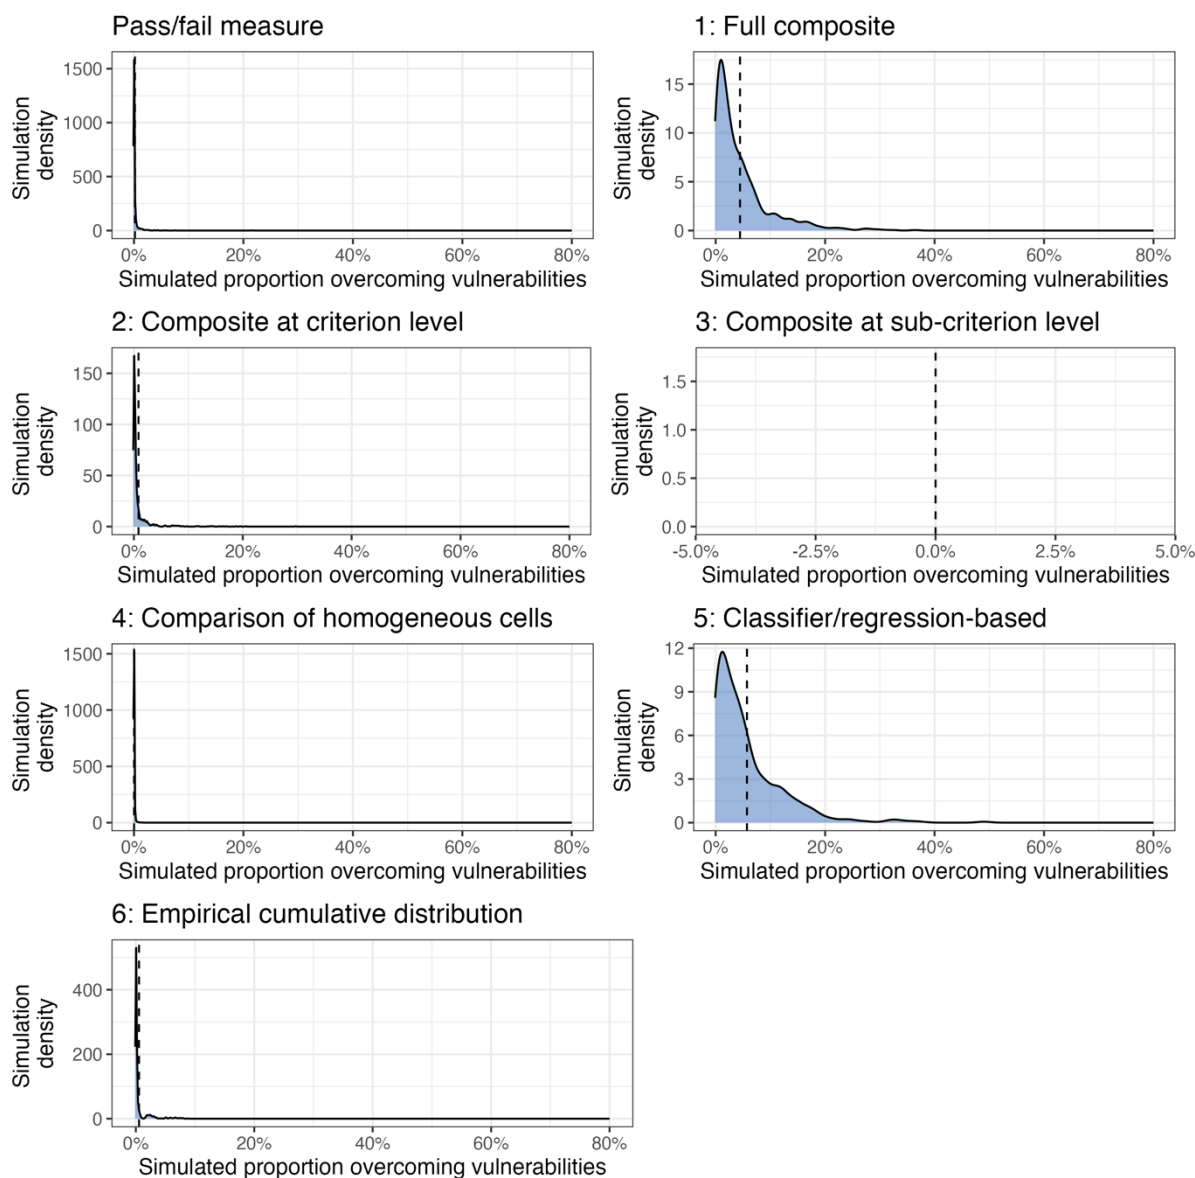 Pass/fail measure
Simulation
density
1500
1000
500
0
0% 20% 40% 60% 80%
Simulated proportion overcoming vulnerabilities
1: Full composite
Simulation
density
15
10
5
0
0% 20% 40% 60% 80%
Simulated proportion overcoming vulnerabilities
2: Composite at criterion level
Simulation
density
150
100
50
0
0% 20% 40% 60% 80%
Simulated proportion overcoming vulnerabilities
3: Composite at sub-criterion level
Simulation
density
1.5
1.0
0.5
0.0
-5.0% -2.5% 0.0% 2.5% 5.0%
Simulated proportion overcoming vulnerabilities
4: Comparison of homogeneous cells
Simulation
density
1500
1000
500
0
0% 20% 40% 60% 80%
Simulated proportion overcoming vulnerabilities
5: Classifier/regression-based
Simulation
density
12
9
6
3
0
0% 20% 40% 60% 80%
Simulated proportion overcoming vulnerabilities
6: Empirical cumulative distribution
Simulation
density
400
200
0
0% 20% 40% 60% 80%
Simulated proportion overcoming vulnerabilities